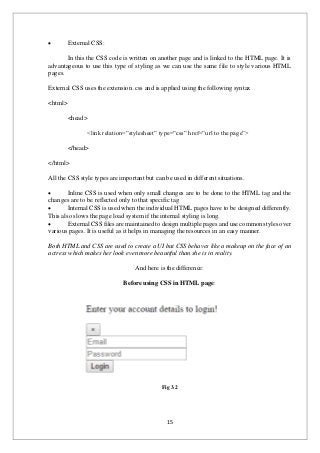 • External CSS:
In this the CSS code is written on another page and is linked to the HTML page. It is
advantageous to use this type of styling as we can use the same file to style various HTML
pages.
External CSS uses the extension .css and is applied using the following syntax
<html>
<head>
<link relation="stylesheet" type="css" href="url to the page">
</head>
</html>
All the CSS style types are important but can be used in different situations.
• Inline CSS is used when only small changes are to be done to the HTML tag and the
changes are to be reflected only to that specific tag
• Internal CSS is used when the individual HTML pages have to be designed differently.
This also slows the page load system if the internal styling is long.
• External CSS files are maintained to design multiple pages and use common styles over
various pages. It is useful as it helps in managing the resources in an easy manner.
Both HTML and CSS are used to create a UI but CSS behaves like a makeup on the face of an
actress which makes her look even more beautiful than she is in reality.
And here is the difference:
Before using CSS in HTML page
Enter your account details to login!
×
Email
Password
Login
Fig 3.2
15